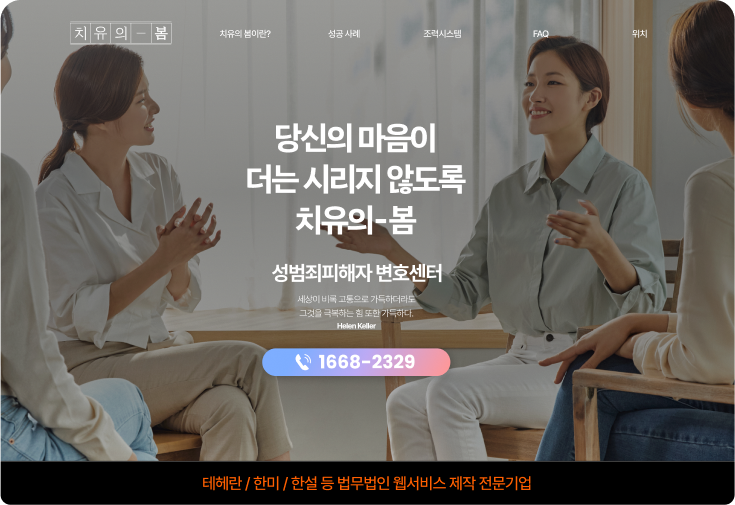 치유의-봄
치유의 봄이란?
성공 사례
조력시스템
FAQ
위치
당신의 마음이
더는 시리지 않도록
치유의-봄
성범죄피해자 변호센터
세상이 비록 고통으로 가득하더라도
그것을 극복하는 힘 또한 가득하다.
Helen Keller
1668-2329
테헤란 / 한미 / 한설 등 법무법인 웹서비스 제작 전문기업